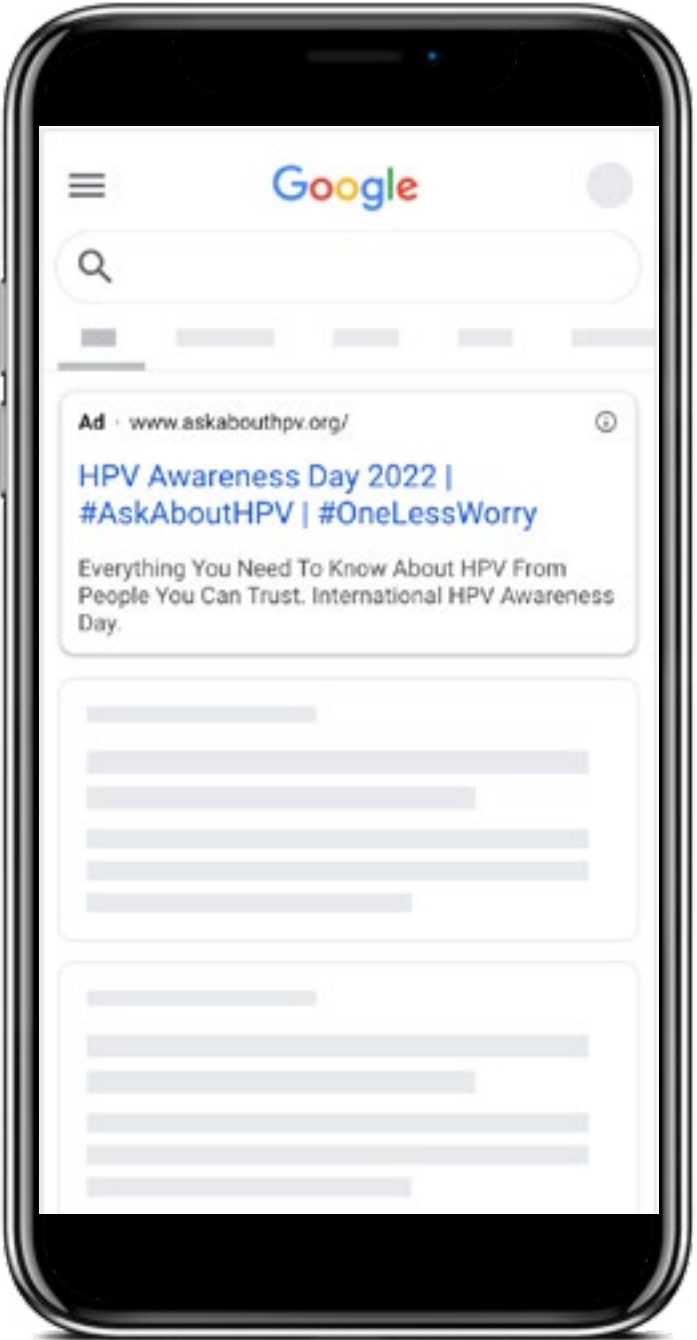 Google
Ad · www.askabouthpv.org/
HPV Awareness Day 2022 |
#AskAboutHPV | #OneLessWorry
Everything You Need To Know About HPV From
People You Can Trust. International HPV Awareness
Day.